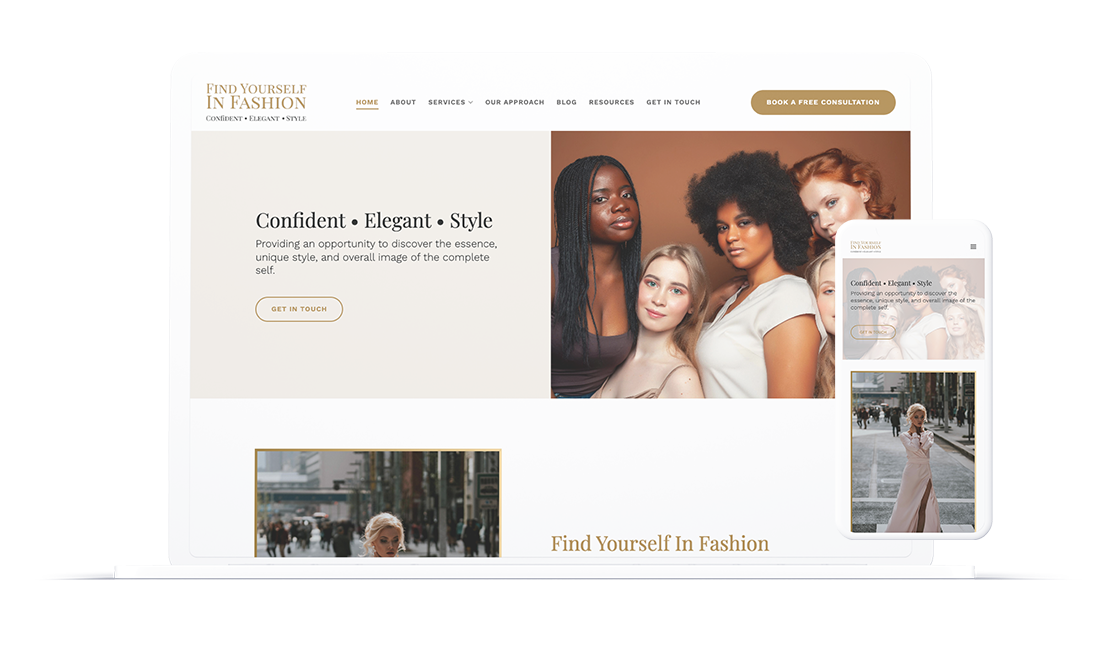 FIND YOURSELF
IN FASHION
CONFIDENT • ELEGANT • STYLE
HOME ABOUT SERVICES OUR APPROACH BLOG RESOURCES GET IN TOUCH
BOOK A FREE CONSULTATION
Confident • Elegant • Style
Providing an opportunity to discover the essence,
unique style, and overall image of the complete
self.
GET IN TOUCH
Find Yourself In Fashion
FIND YOURSELF
IN FASHION
Confident • Elegant • Style
Providing an opportunity to discover the
essence, unique style, and overall image of the
complete self.
GET IN TOUCH